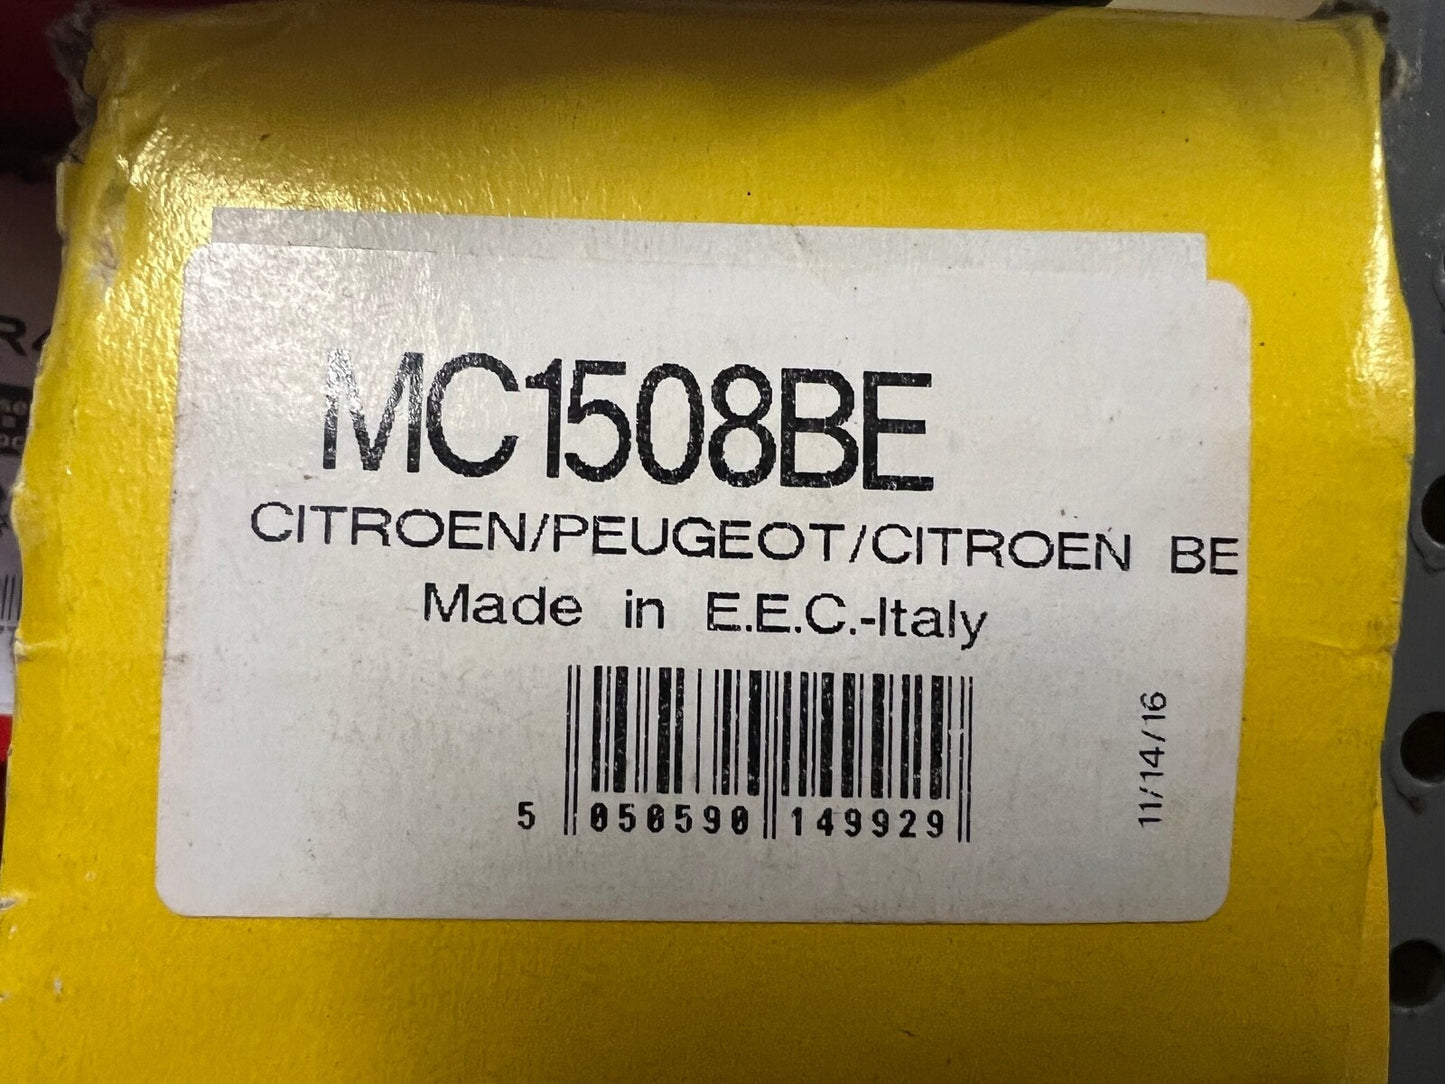 MC1508BE
CITROEN/PEUGEOT/CITROEN BE
Made in E.E.C.-Italy
5 050590 149929
11/14/16